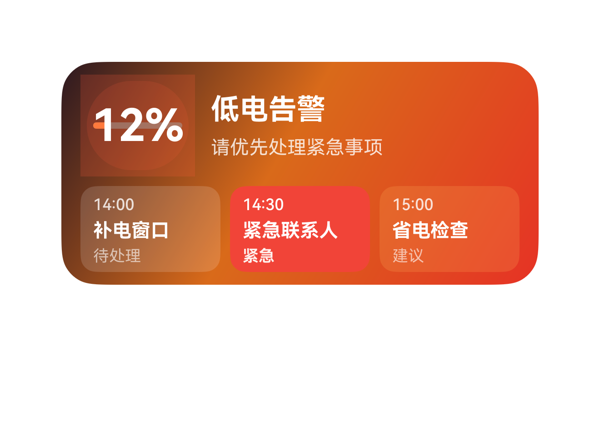 12%
低电告警
请优先处理紧急事项
14:00
补电窗口
待处理
14:30
紧急联系人
紧急
15:00
省电检查
建议